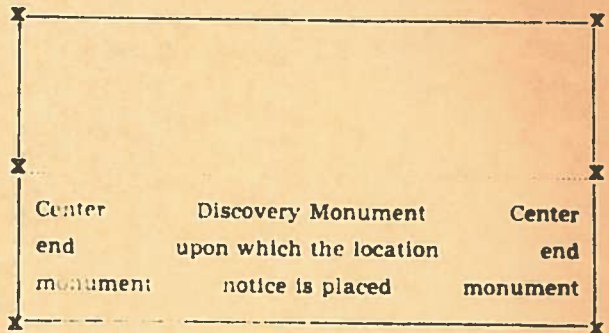 X X
X X
Center Discovery Monument Center
end upon which the location end
monument notice is placed monument
X X